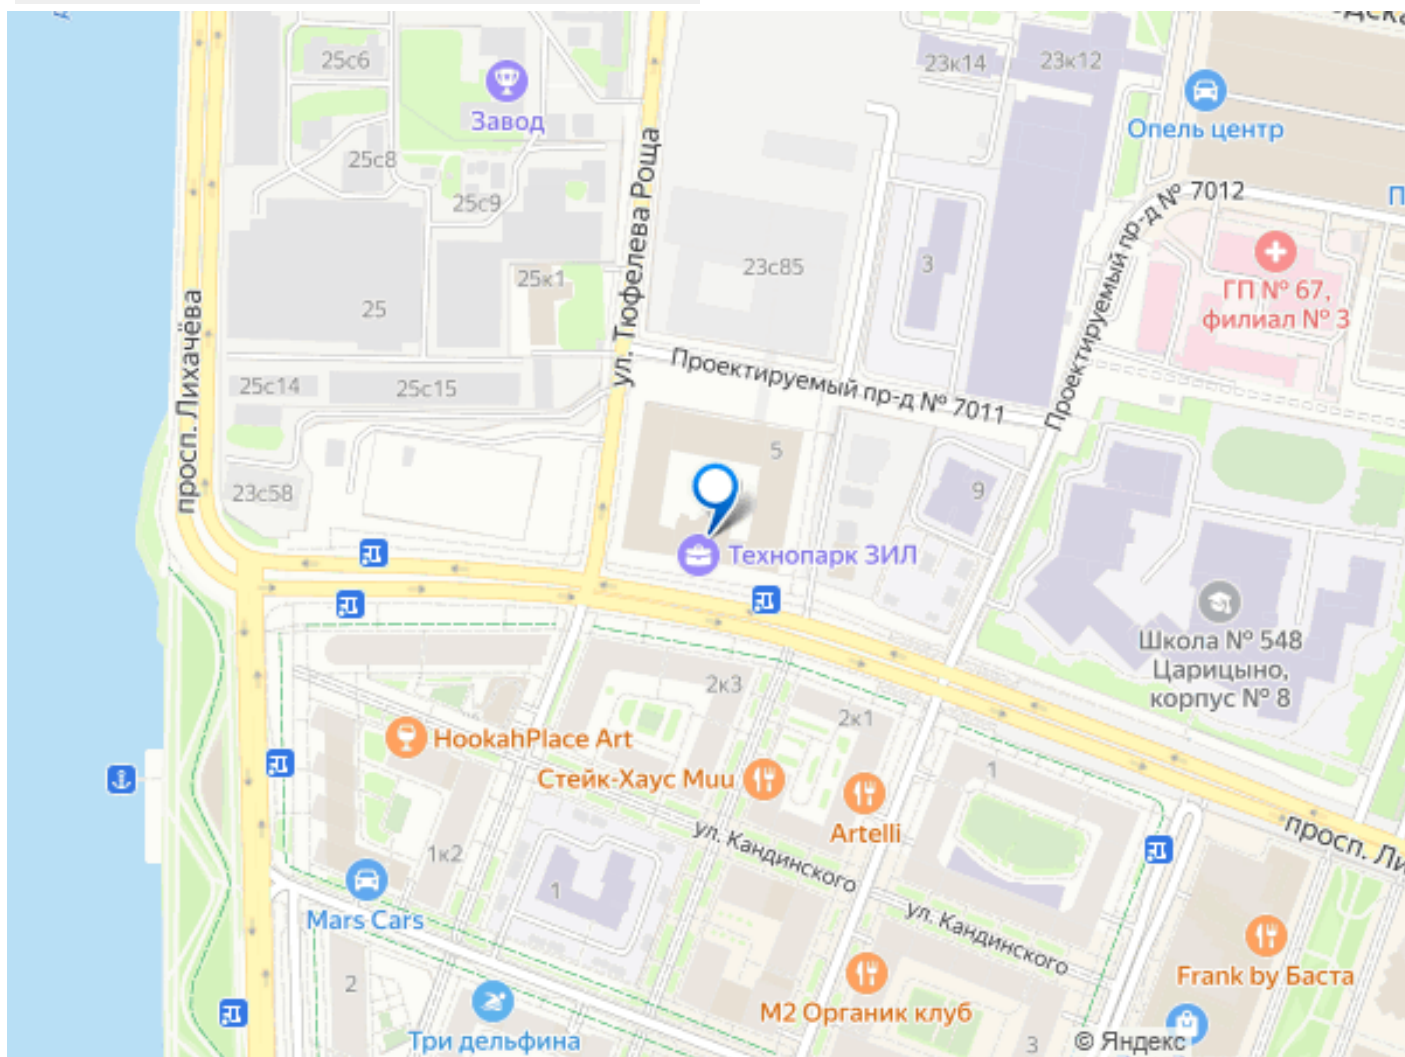 25с6
23к14
23к12
Завод
Опель центр
25с8
25с9
ул. Тюфелева Роща
Проектируемый пр-д № 7012
25к1
23с85
3
ГП № 67,
филиал № 3
25
просп. Лихачёва
25с14
25с15
Проектируемый пр-д № 7011
5
23с58
9
Технопарк ЗИЛ
Школа № 548
Царицыно,
корпус № 8
2к3
2к1
HookahPlace Art
Стейк-Хаус Muu
1
Artelli
ул. Кандинского
просп. Ли
1к2
1
Mars Cars
ул. Кандинского
Frank by Баста
2
М2 Органик клуб
Три дельфина
3
© Яндекс